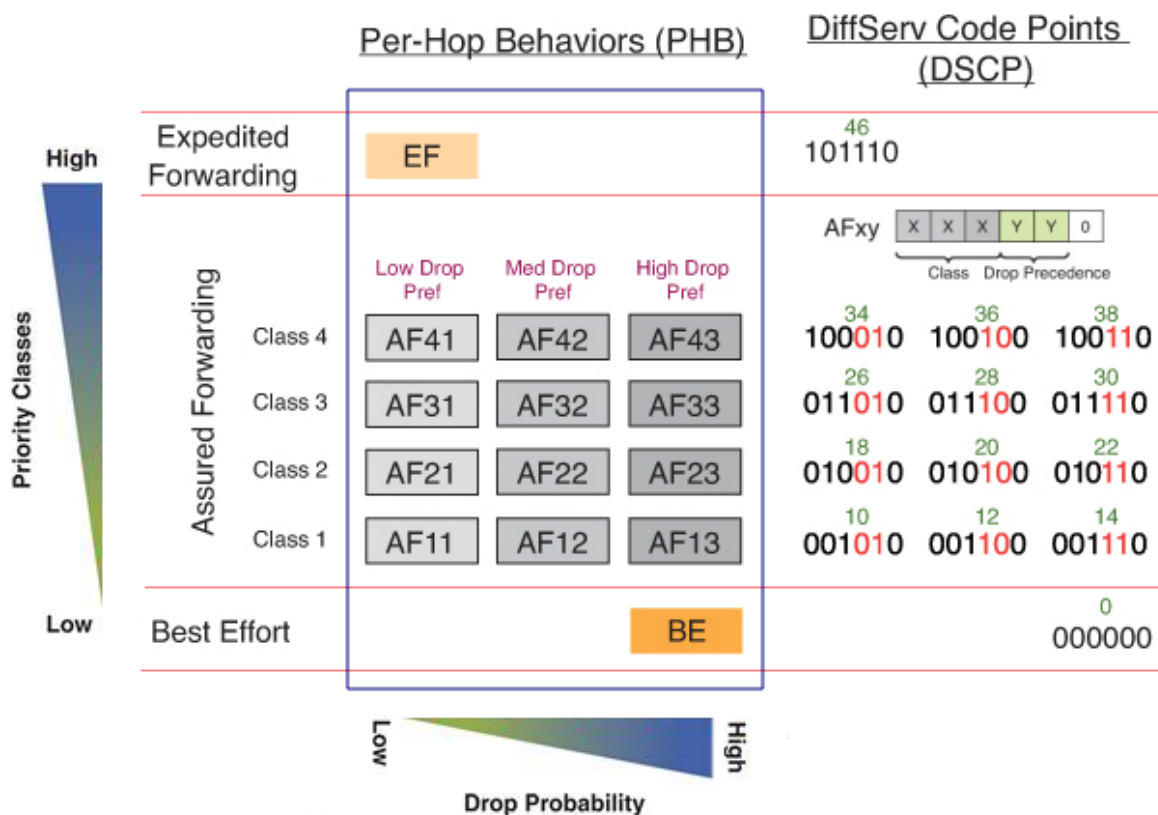 Per-Hop Behaviors (PHB)
DiffServ Code Points
(DSCP)
High
Expedited
Forwarding
EF
46
101110
AFxy X X X Y Y 0
Class Drop Precedence
Low Drop
Pref
Med Drop
Pref
High Drop
Pref
Priority Classes
Assured Forwarding
34 36 38
Class 4 AF41 AF42 AF43 100010 100100 100110
26 28 30
Class 3 AF31 AF32 AF33 011010 011100 011110
18 20 22
Class 2 AF21 AF22 AF23 010010 010100 010110
10 12 14
Class 1 AF11 AF12 AF13 001010 001100 001110
Low
Best Effort
BE
0
000000
Low
High
Drop Probability